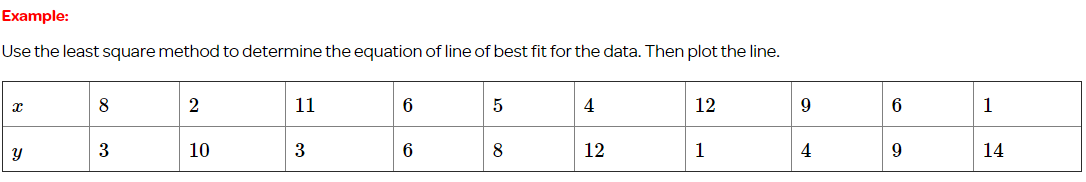 Example:
Use the least square method to determine the equation of line of best fit for the data. Then plot the line.
x 8 2 11 6 5 4 12 9 6 1
y 3 10 3 6 8 12 1 4 9 14